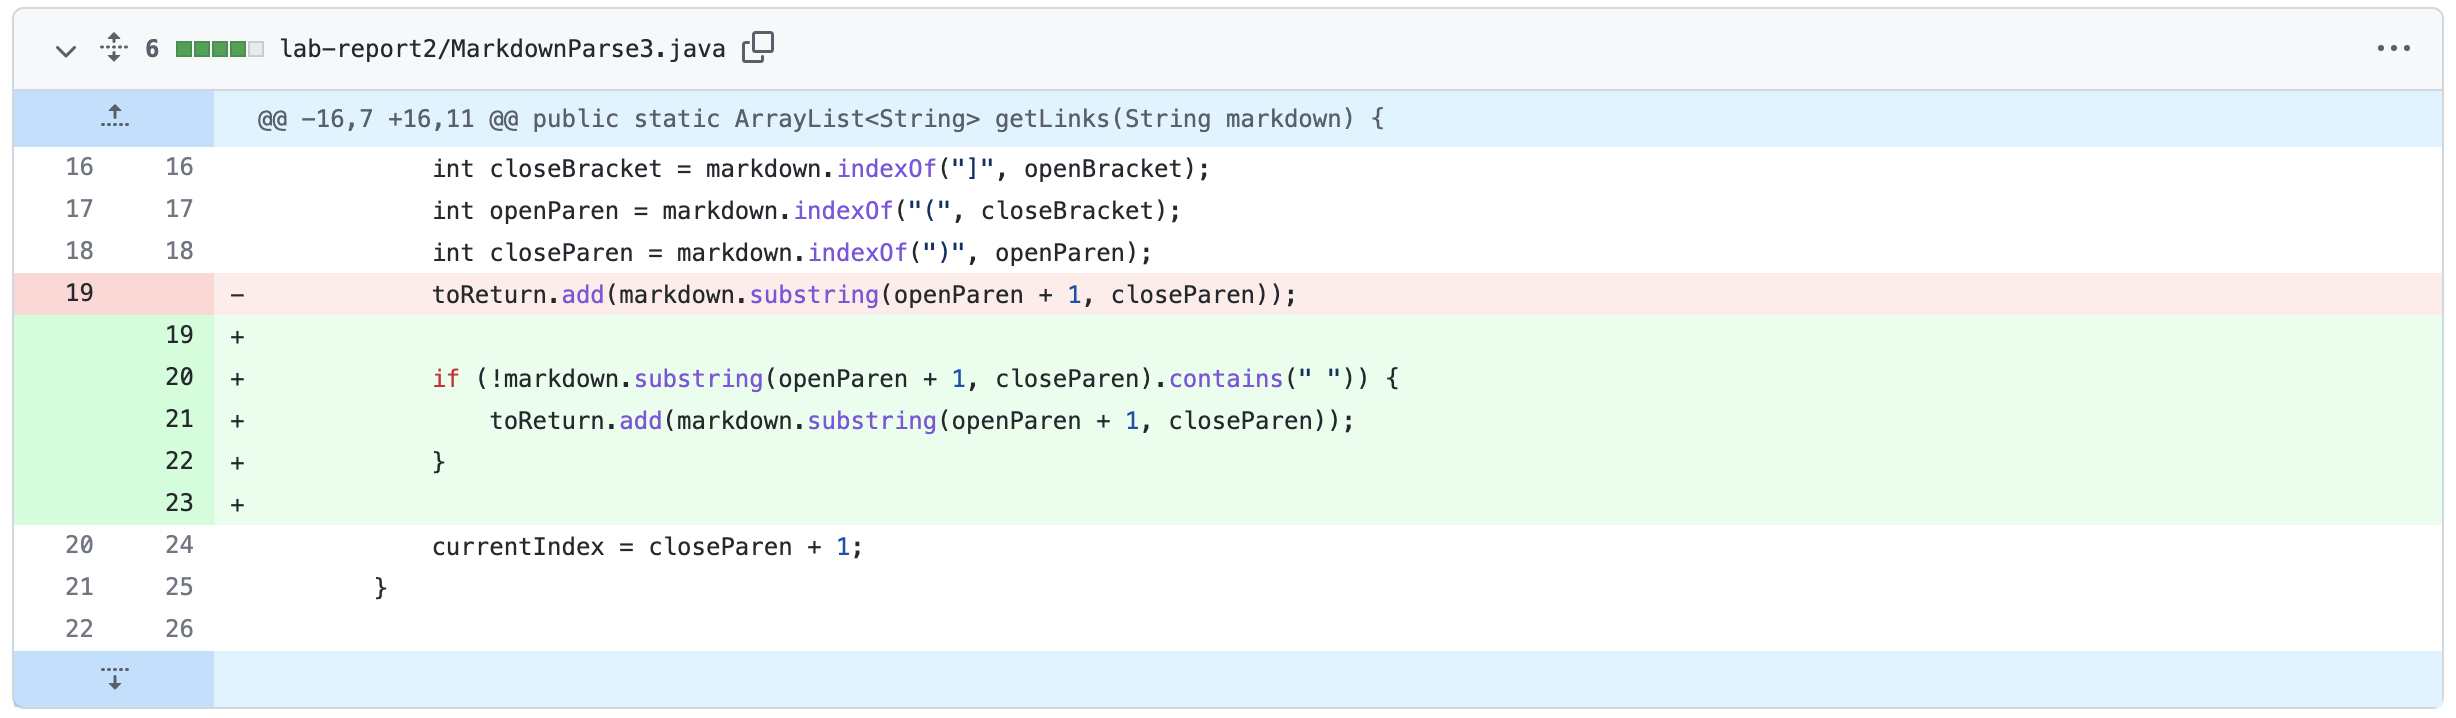 6 lab-report2/MarkdownParse3.java
@@ -16,7 +16,11 @@ public static ArrayList<String> getLinks(String markdown) {
16 16 int closeBracket = markdown.indexOf("]", openBracket);
17 17 int openParen = markdown.indexOf("(", closeBracket);
18 18 int closeParen = markdown.indexOf(")", openParen);
19 - toReturn.add(markdown.substring(openParen + 1, closeParen));
19 +
20 + if (!markdown.substring(openParen + 1, closeParen).contains(" ")) {
21 + toReturn.add(markdown.substring(openParen + 1, closeParen));
22 + }
23 +
20 24 currentIndex = closeParen + 1;
21 25 }
22 26